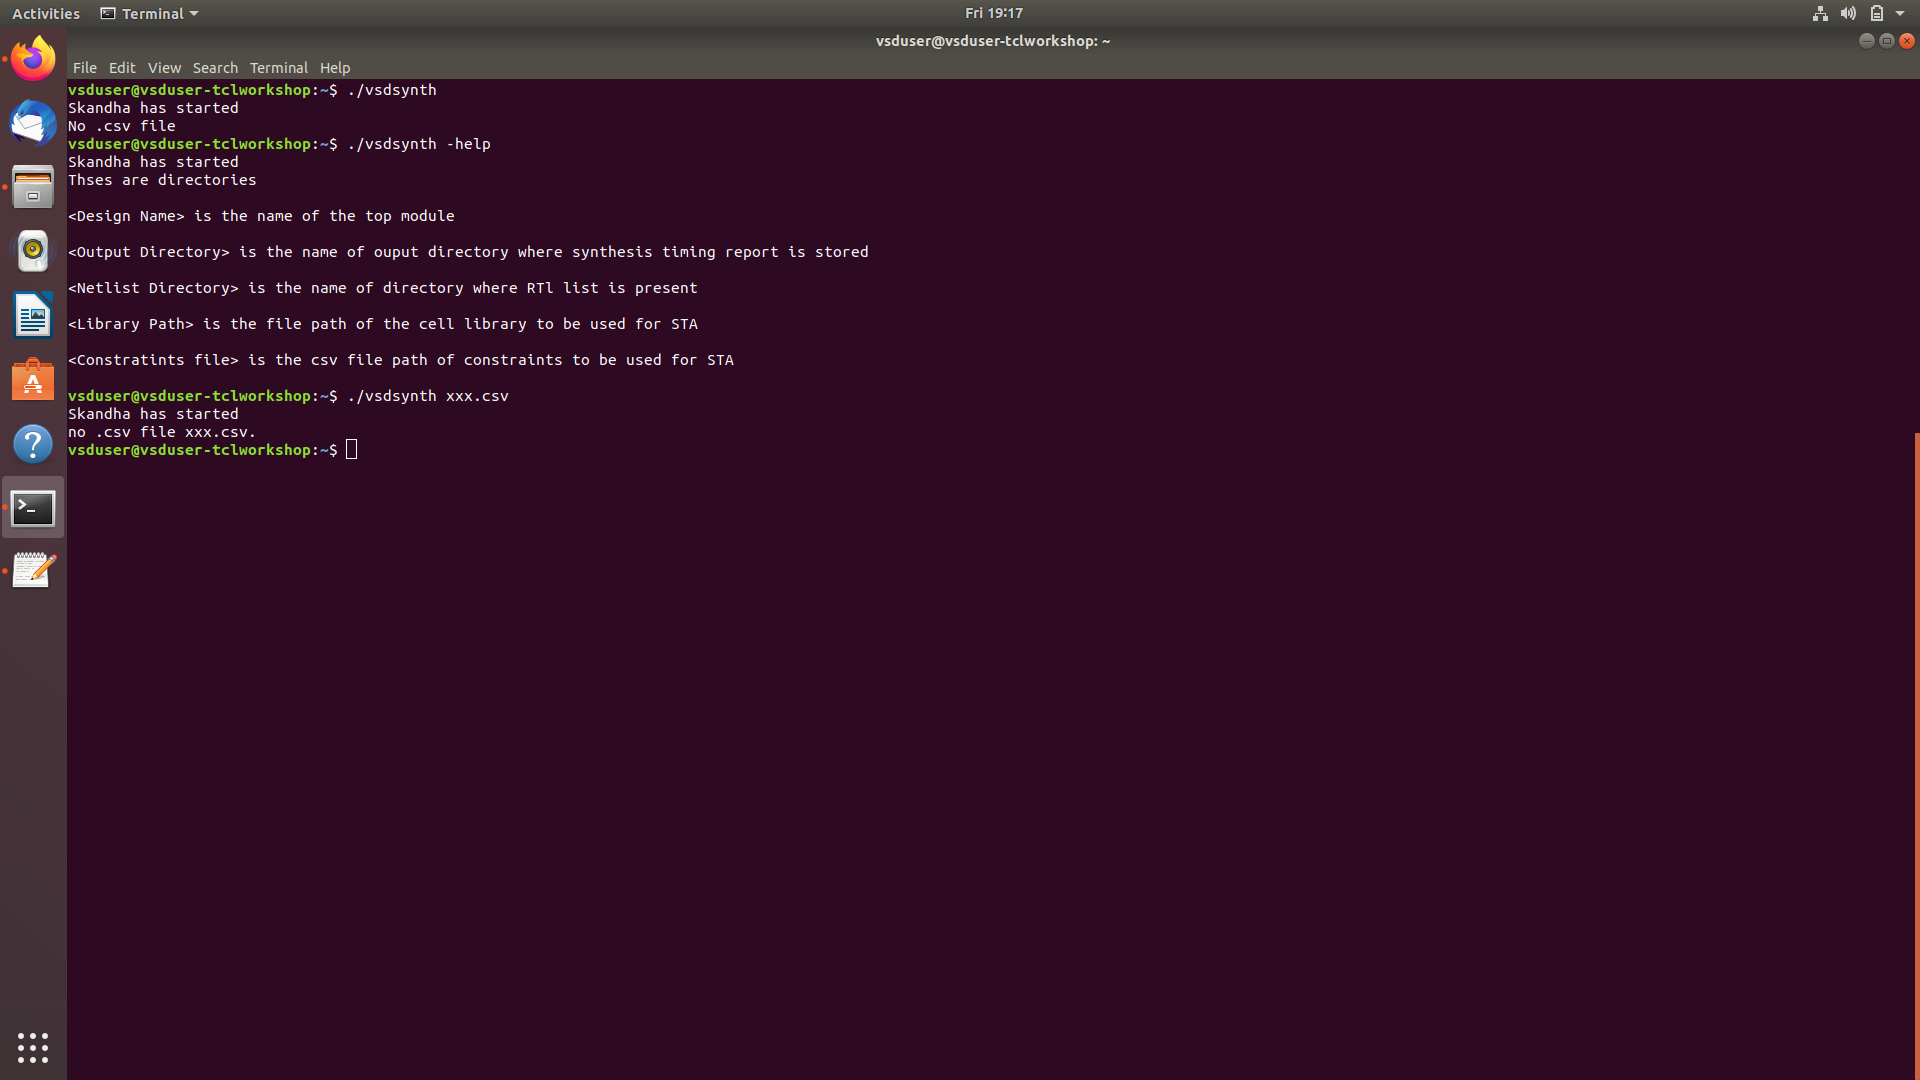 Activities Terminal Fri 19:17
vsduser@vsduser-tclworkshop: ~
File Edit View Search Terminal Help
vsduser@vsduser-tclworkshop:~$ ./vsdsynth
Skandha has started
No .csv file
vsduser@vsduser-tclworkshop:~$ ./vsdsynth -help
Skandha has started
Thses are directories
<Design Name> is the name of the top module
<Output Directory> is the name of ouput directory where synthesis timing report is stored
<Netlist Directory> is the name of directory where RTl list is present
<Library Path> is the file path of the cell library to be used for STA
<Constratints file> is the csv file path of constraints to be used for STA
vsduser@vsduser-tclworkshop:~$ ./vsdsynth xxx.csv
Skandha has started
no .csv file xxx.csv.
vsduser@vsduser-tclworkshop:~$